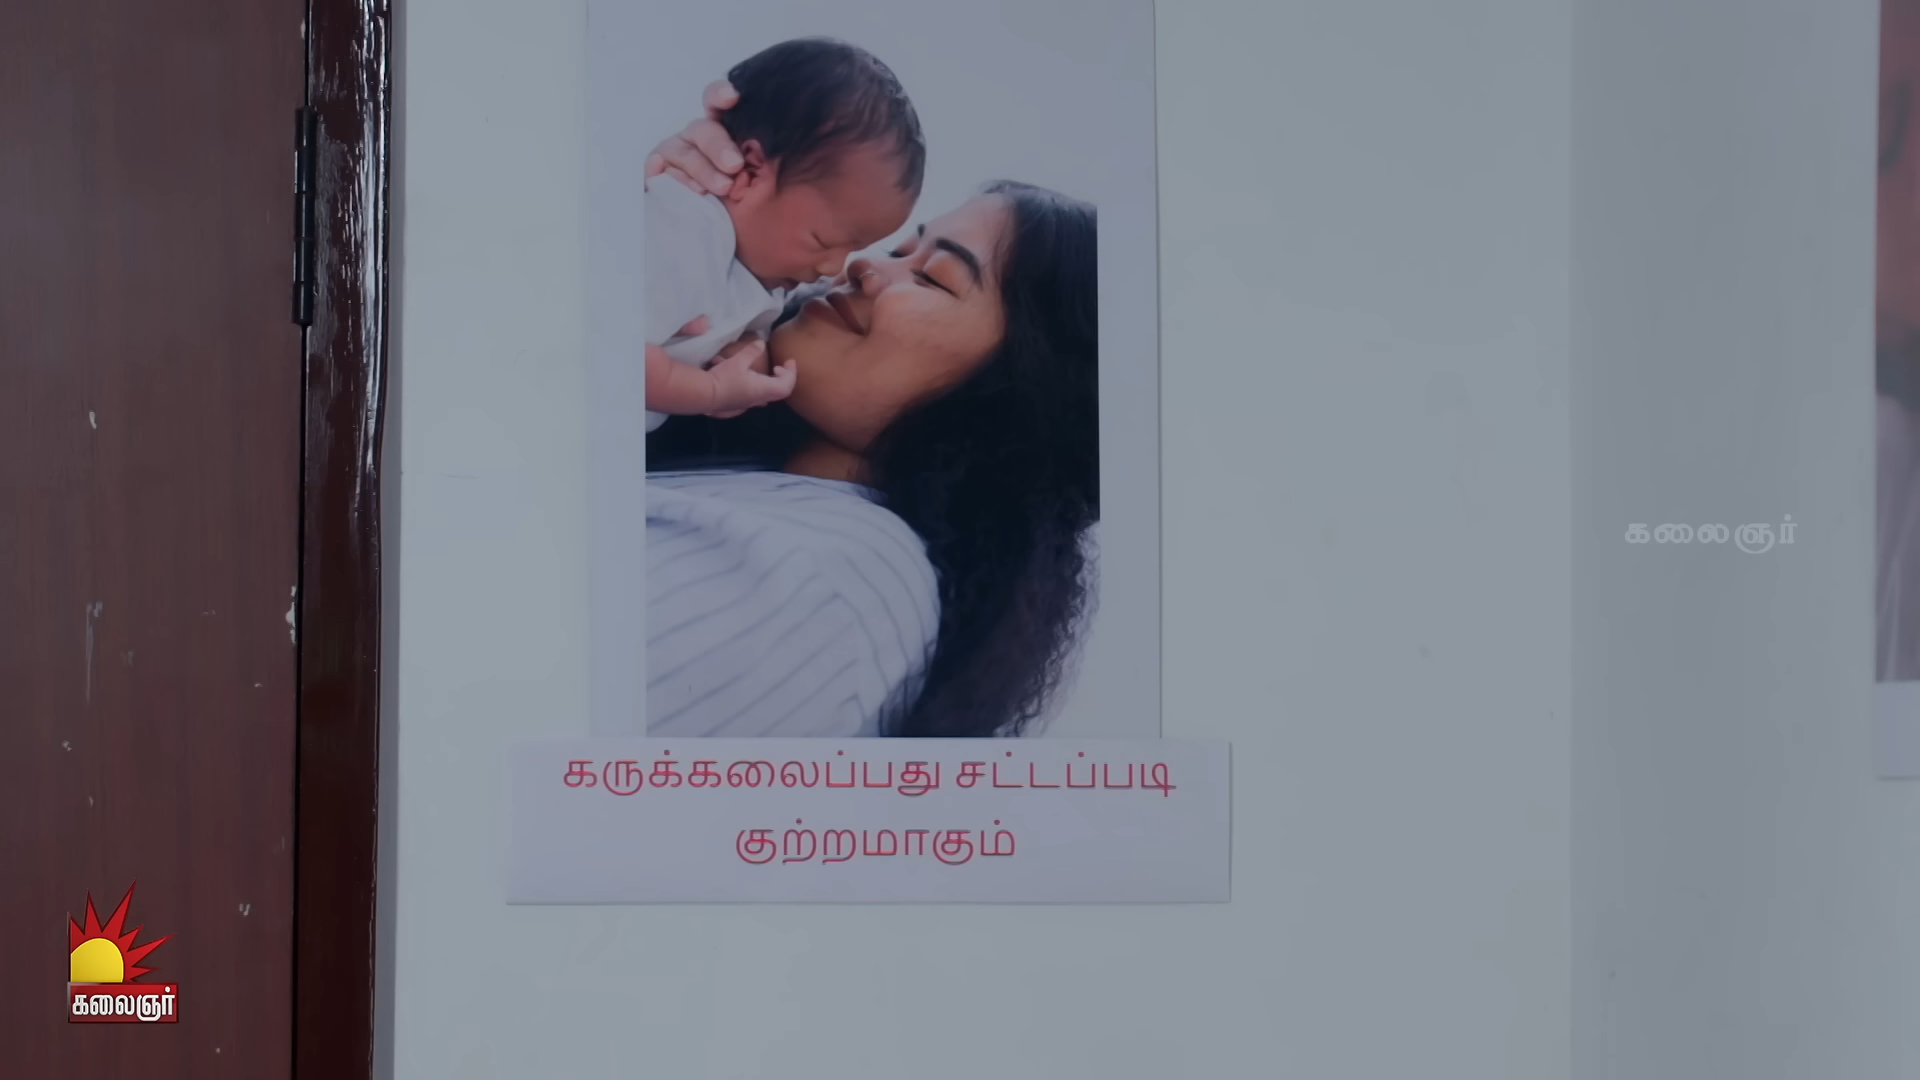 கருக்கலைப்பது சட்டப்படி
குற்றமாகும்
கலைஞர்
கலைஞர்